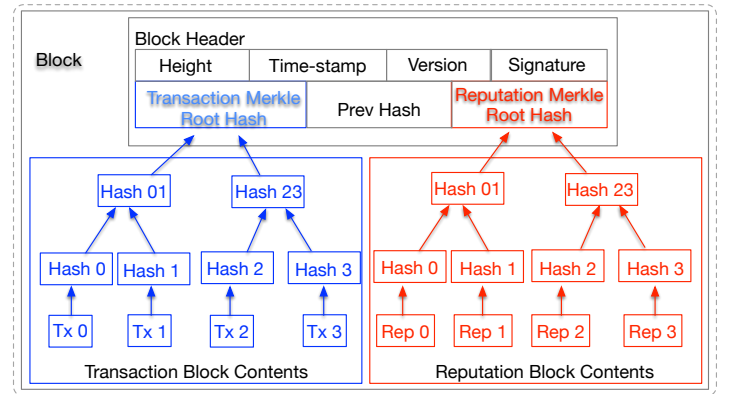 Block
Block Header
Height Time-stamp Version Signature
Transaction Merkle
Root Hash
Prev Hash
Reputation Merkle
Root Hash
Hash 01 Hash 23
Hash 0 Hash 1 Hash 2 Hash 3
Tx 0 Tx 1 Tx 2 Tx 3
Transaction Block Contents
Hash 01 Hash 23
Hash 0 Hash 1 Hash 2 Hash 3
Rep 0 Rep 1 Rep 2 Rep 3
Reputation Block Contents